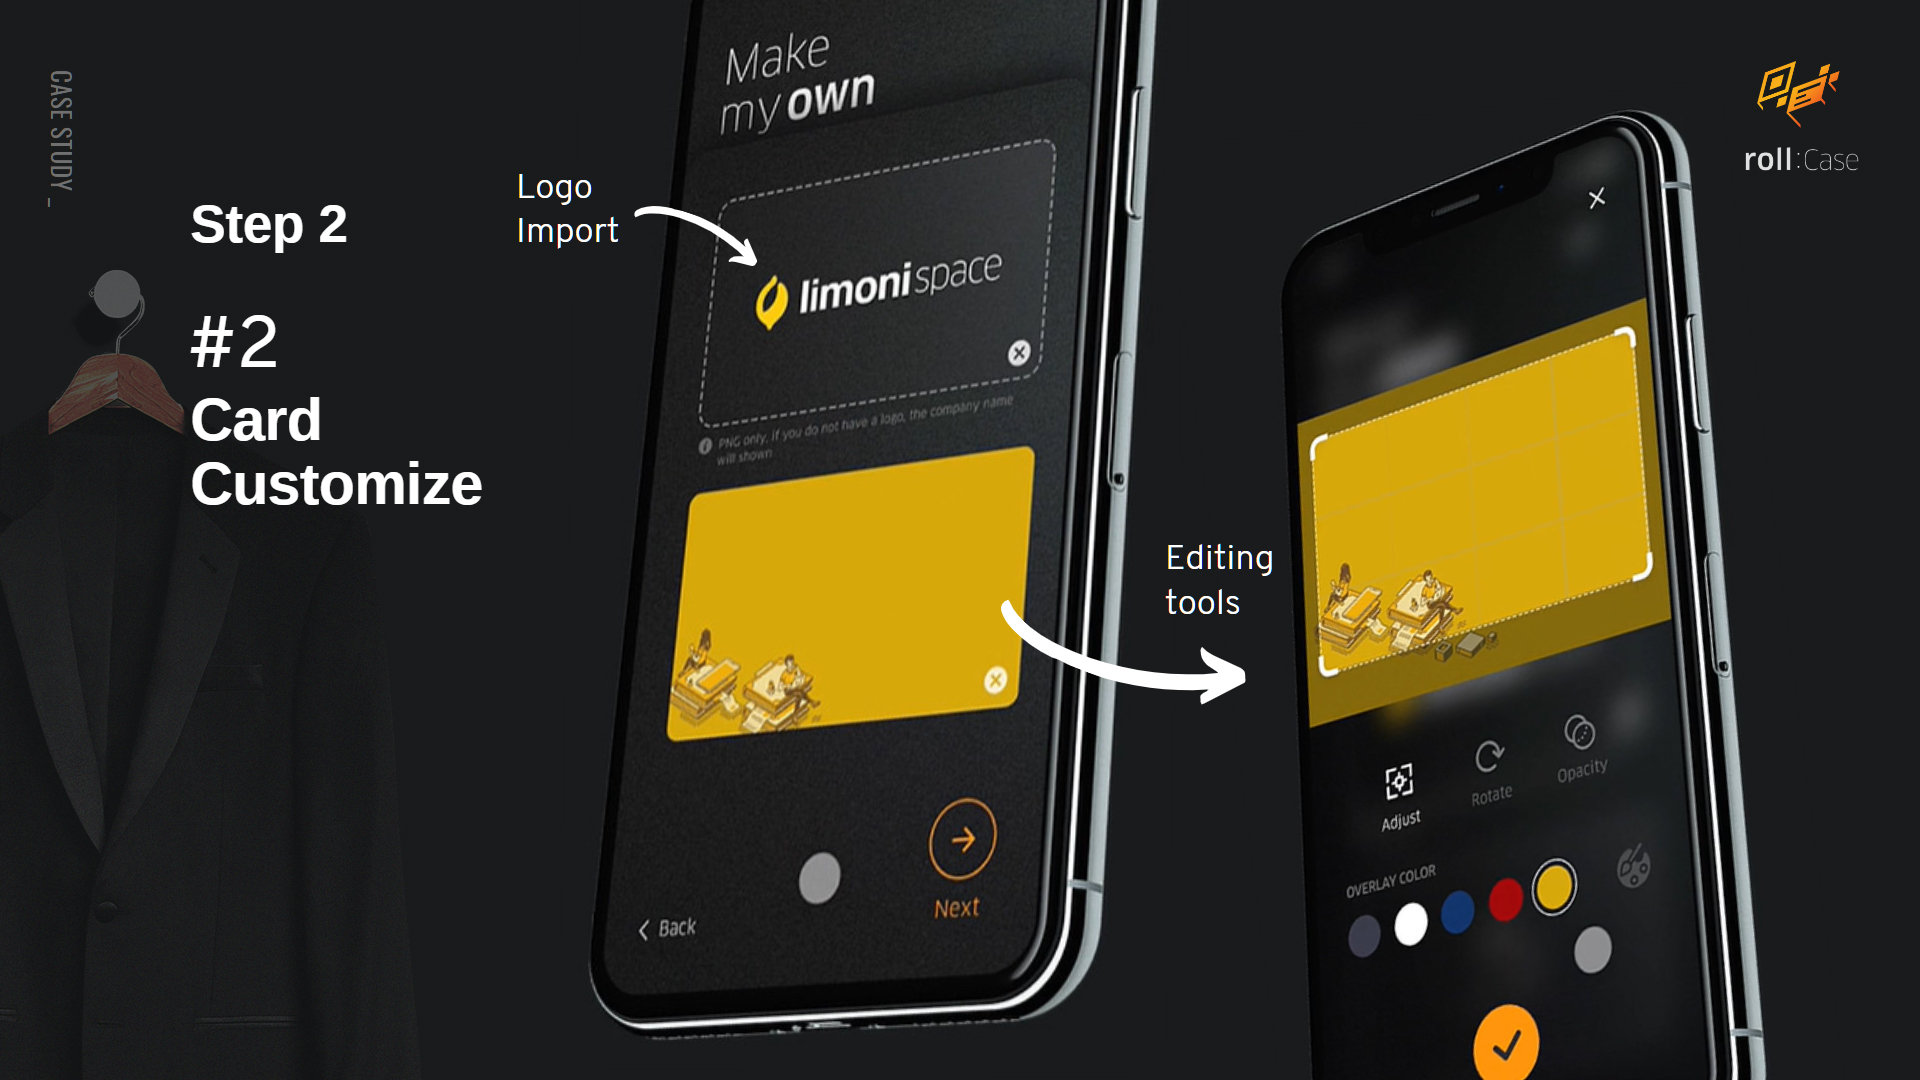 CASE STUDY _
Step 2
#2
Card
Customize
Logo
Import
Make
my own
limoni space
PNG only, if you do not have a logo, the company name
will shown
Back
Next
Editing
tools
roll:Case
Adjust
Rotate
Opacity
OVERLAY COLOR